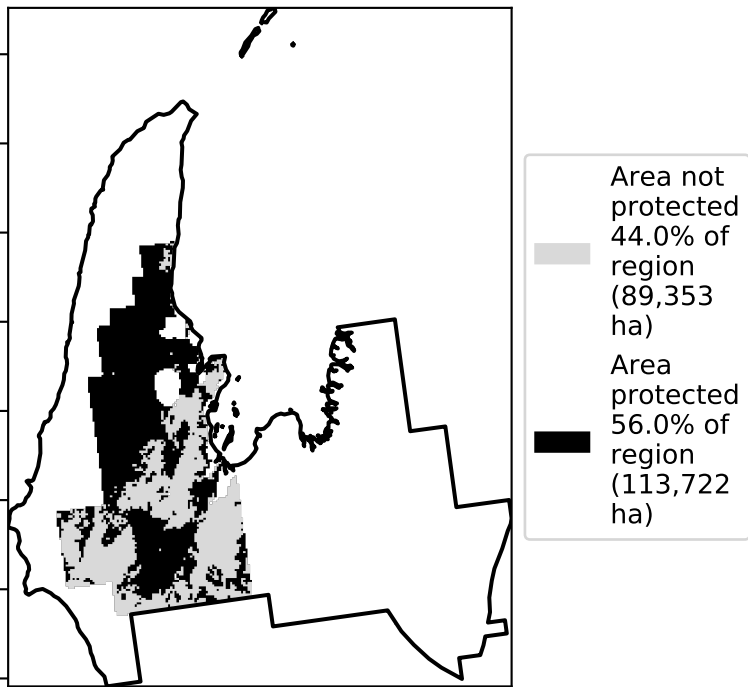 Area not
protected
44.0% of
region
(89,353
ha)
Area
protected
56.0% of
region
(113,722
ha)